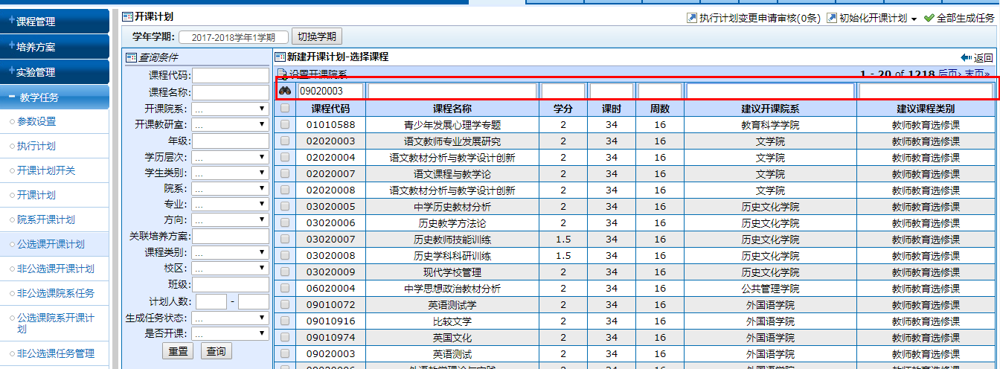 课程管理
培养方案
实验管理
教学任务
参数设置
执行计划
开课计划开关
开课计划
院系开课计划
公选课开课计划
非公选课开课计划
非公选课院系任务
公选课院系开课计
划
非公选课任务管理
开课计划
执行计划变更申请审核(0条) 初始化开课计划 全部生成任务
学年学期: 2017-2018学年1学期 切换学期
查询条件
课程代码:
课程名称:
开课院系: ...
开课教研室: ...
年级:
学历层次: ...
学生类别: ...
院系: ...
专业: ...
方向: ...
关联培养方案:
课程类别: ...
校区: ...
班级:
计划人数: -
生成任务状态: ...
是否开课: ...
重置 查询
新建开课计划-选择课程 返回
设置开课院系 1 - 20 of 1218 后页› 末页»
09020003
课程代码 课程名称 学分 课时 周数 建议开课院系 建议课程类别
01010588 青少年发展心理学专题 2 34 16 教育科学学院 教师教育选修课
02020003 语文教师专业发展研究 2 34 16 文学院 教师教育选修课
02020004 语文教材分析与教学设计创新 2 34 16 文学院 教师教育选修课
02020007 语文课程与教学论 2 34 16 文学院 教师教育选修课
02020008 语文教材分析与教学设计创新 2 34 16 文学院 教师教育选修课
03020005 中学历史教材分析 2 34 16 历史文化学院 教师教育选修课
03020006 历史教学方法论 2 34 16 历史文化学院 教师教育选修课
03020007 历史教师技能训练 1.5 34 16 历史文化学院 教师教育选修课
03020008 历史学科科研训练 1.5 34 16 历史文化学院 教师教育选修课
03020009 现代学校管理 2 34 16 历史文化学院 教师教育选修课
06020004 中学思想政治教材分析 2 34 16 公共管理学院 教师教育选修课
09010072 英语测试学 2 34 16 外国语学院 教师教育选修课
09010916 比较文学 2 34 16 外国语学院 教师教育选修课
09010974 英国文化 2 34 16 外国语学院 教师教育选修课
09020003 英语测试 2 34 16 外国语学院 教师教育选修课
09020006 外语教学理论与实践 2 34 16 外国语学院 教师教育选修课